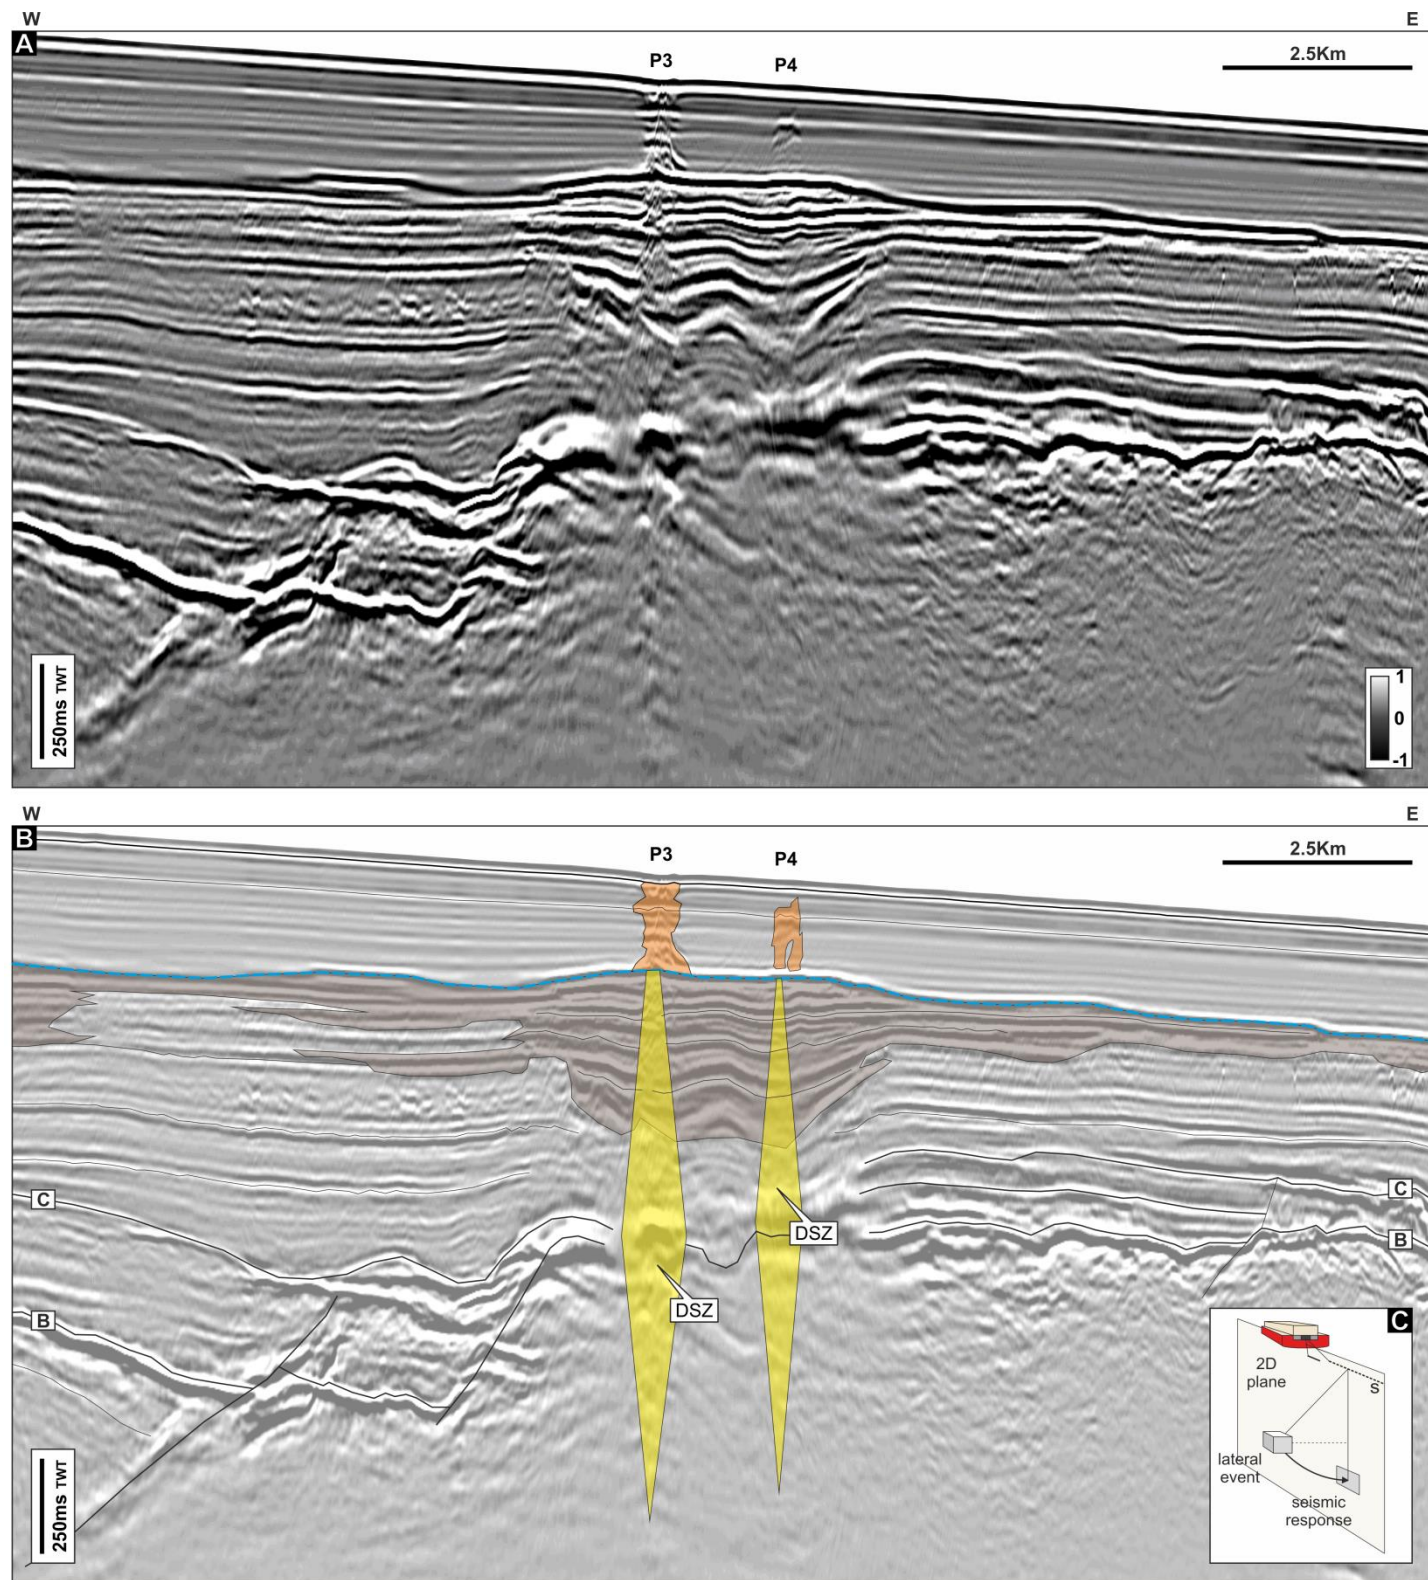 W
E
A
P3
P4
2.5Km
250ms TWT
1
0
-1
W
E
B
P3
P4
2.5Km
C
C
B
DSZ
DSZ
B
250ms TWT
C
2D
plane
S
lateral
event
seismic
response